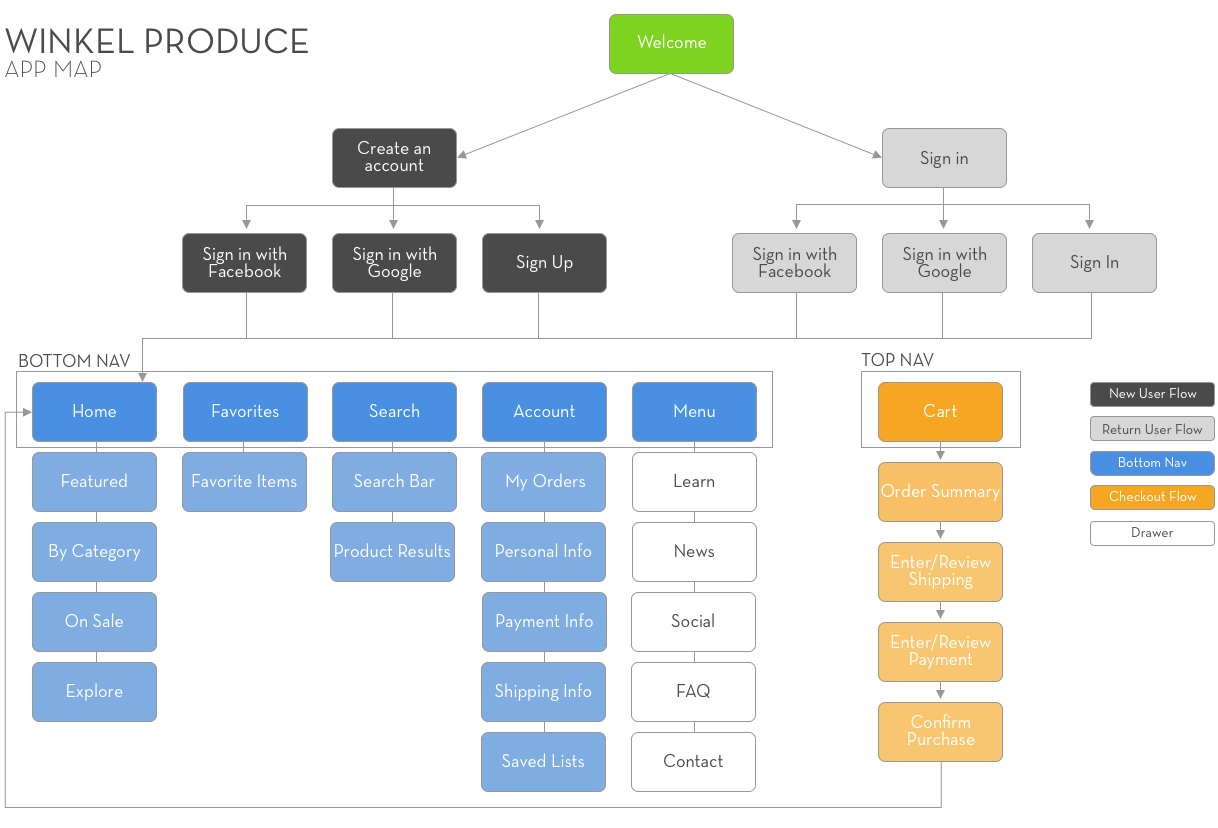 WINKEL PRODUCE
APP MAP
Welcome
Create an
account
Sign in
Sign in with
Facebook
Sign in with
Google
Sign Up
Sign in with
Facebook
Sign in with
Google
Sign In
BOTTOM NAV
TOP NAV
Home
Favorites
Search
Account
Menu
Cart
Featured
Favorite Items
Search Bar
My Orders
Learn
Order Summary
By Category
Product Results
Personal Info
News
Enter/Review
Shipping
On Sale
Payment Info
Social
Enter/Review
Payment
Explore
Shipping Info
FAQ
Confirm
Purchase
Saved Lists
Contact
New User Flow
Return User Flow
Bottom Nav
Checkout Flow
Drawer